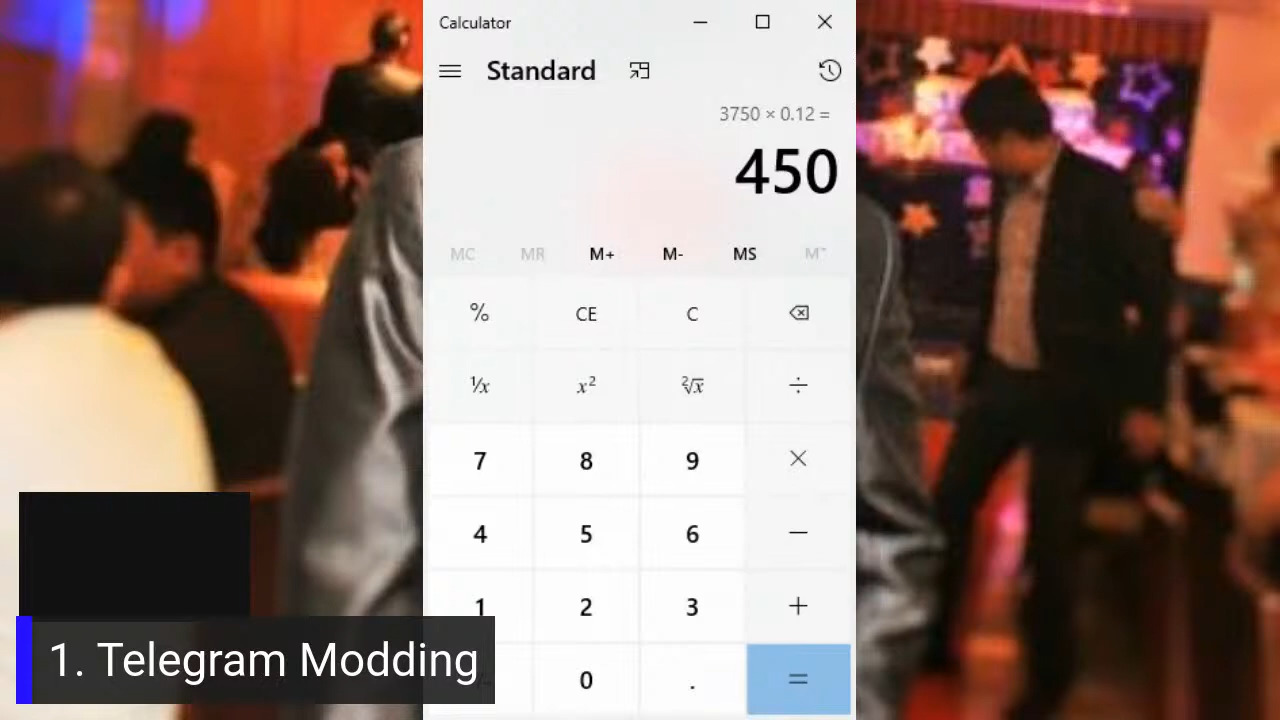 Calculator
Standard
3750 × 0.12 =
450
MC MR M+ M- MS M˅
% CE C
¹/x x² ²√x ÷
7 8 9 ×
4 5 6 −
1 2 3 +
0 . =
1. Telegram Modding